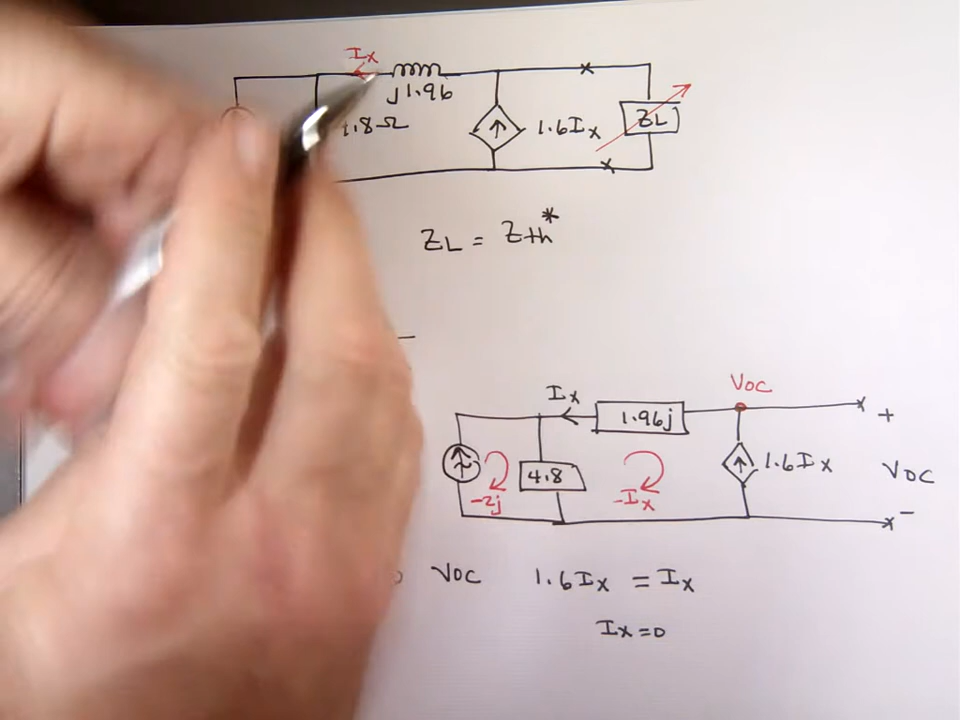 Ix
j1.96
.8Ω
1.6Ix
ZL
ZL = Zth*
Voc
Ix
1.96j
+
4.8
1.6Ix
VOC
-2j
-Ix
-
VOC 1.6Ix = Ix
Ix=0